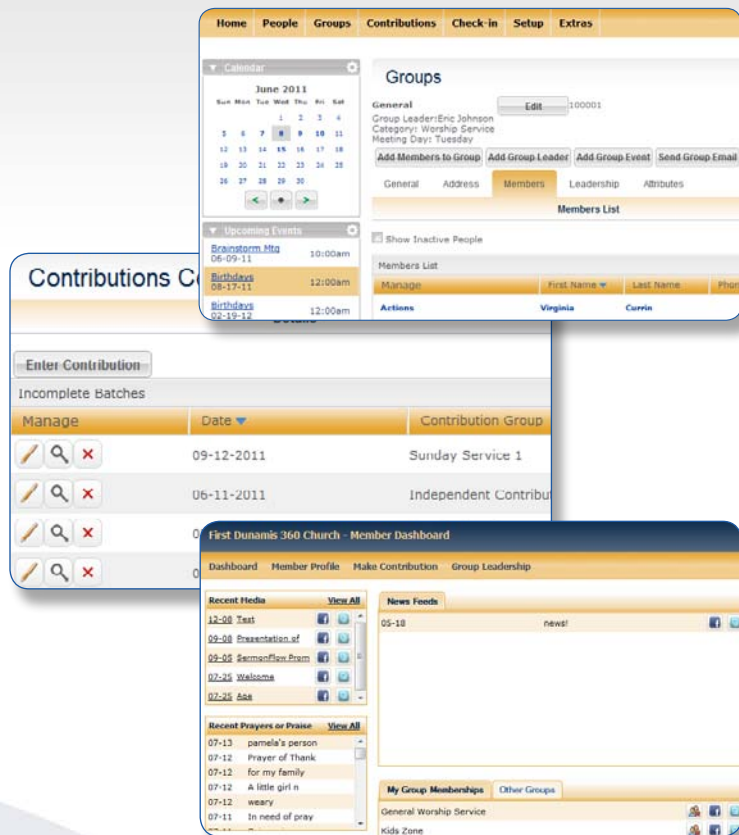 Home People Groups Contributions Check-in Setup Extras
Calendar
June 2011
Sun Mon Tue Wed Thu Fri Sat
1 2 3 4
5 6 7 8 9 10 11
12 13 14 15 16 17 18
19 20 21 22 23 24 25
26 27 28 29 30
Upcoming Events
Brainstorm Mtg
06-09-11 10:00am
Birthdays
08-17-11 12:00am
Birthdays
02-19-12 12:00am
Groups
General Edit 100001
Group Leader:Eric Johnson
Category: Worship Service
Meeting Day: Tuesday
Add Members to Group Add Group Leader Add Group Event Send Group Email
General Address Members Leadership Attributes
Members List
Show Inactive People
Members List
Manage First Name Last Name Phon
Actions Virginia Currin
Contributions C
Details
Enter Contribution
Incomplete Batches
Manage Date Contribution Group
09-12-2011 Sunday Service 1
06-11-2011 Independent Contribu
0
0
First Dunamis 360 Church - Member Dashboard
Dashboard Member Profile Make Contribution Group Leadership
Recent Media View All
12-08 Test
09-08 Presentation of
09-05 SermonFlow Prom
07-25 Welcome
07-25 Age
Recent Prayers or Praise View All
07-13 pamela's person
07-12 Prayer of Thank
07-12 for my family
07-12 A little girl n
07-12 weary
07-11 In need of pray
News Feeds
05-18 news!
My Group Memberships Other Groups
General Worship Service
Kids Zone